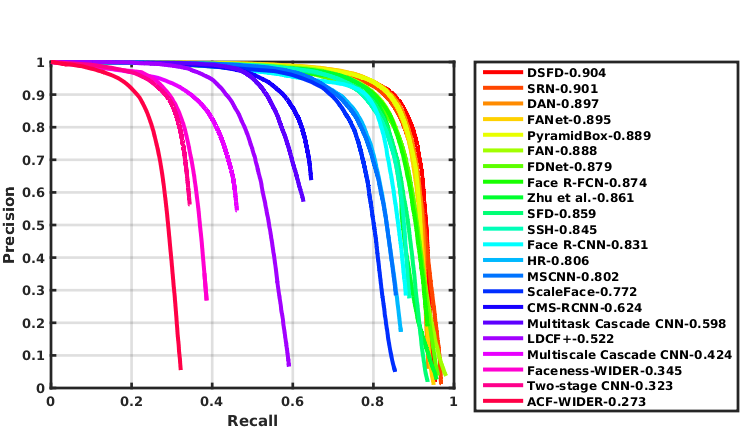 1
0.9
0.8
0.7
0.6
0.5
0.4
0.3
0.2
0.1
0
Precision
0 0.2 0.4 0.6 0.8 1
Recall
DSFD-0.904
SRN-0.901
DAN-0.897
FANet-0.895
PyramidBox-0.889
FAN-0.888
FDNet-0.879
Face R-FCN-0.874
Zhu et al.-0.861
SFD-0.859
SSH-0.845
Face R-CNN-0.831
HR-0.806
MSCNN-0.802
ScaleFace-0.772
CMS-RCNN-0.624
Multitask Cascade CNN-0.598
LDCF+-0.522
Multiscale Cascade CNN-0.424
Faceness-WIDER-0.345
Two-stage CNN-0.323
ACF-WIDER-0.273